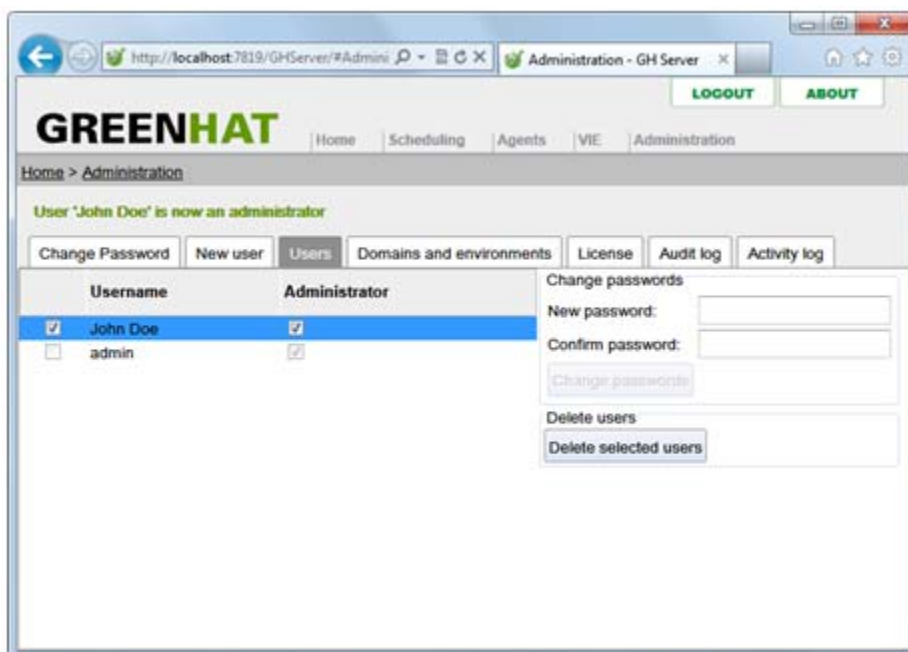 http://localhost:7819/GHServer/#Admini
Administration - GH Server
LOGOUT
ABOUT
GREENHAT
Home
Scheduling
Agents
VIE
Administration
Home > Administration
User 'John Doe' is now an administrator
Change Password
New user
Users
Domains and environments
License
Audit log
Activity log
Username
Administrator
John Doe
admin
Change passwords
New password:
Confirm password:
Change passwords
Delete users
Delete selected users